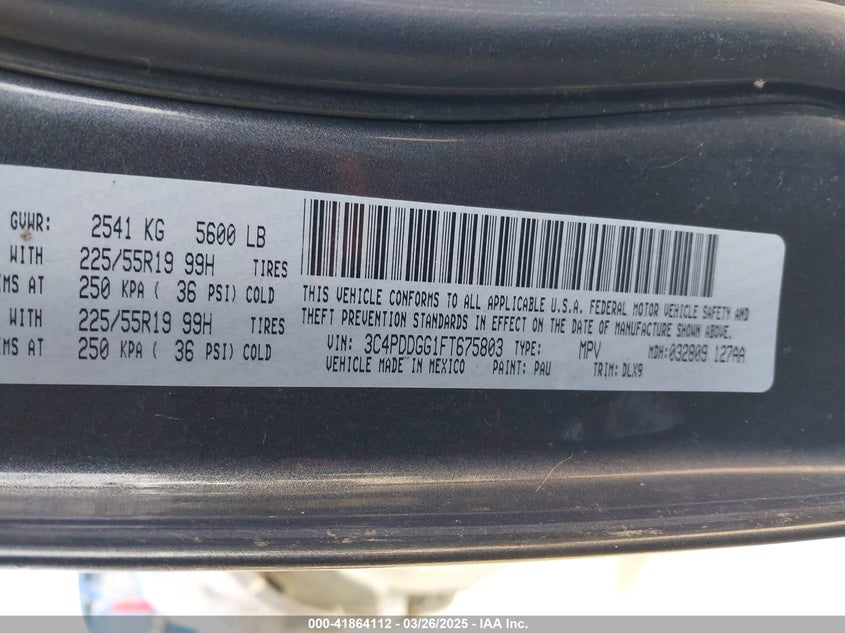 GVWR: 2541 KG 5600 LB
WITH 225/55R19 99H TIRES
MS AT 250 KPA ( 36 PSI) COLD
WITH 225/55R19 99H TIRES
MS AT 250 KPA ( 36 PSI) COLD
THIS VEHICLE CONFORMS TO ALL APPLICABLE U.S.A. FEDERAL MOTOR VEHICLE SAFETY AND
THEFT PREVENTION STANDARDS IN EFFECT ON THE DATE OF MANUFACTURE SHOWN ABOVE.
VIN: 3C4PDDGG1FT675803 TYPE: MPV MDH:032809 127AA
VEHICLE MADE IN MEXICO PAINT: PAU TRIM: DLX9
000-41864112 - 03/26/2025 - IAA Inc.